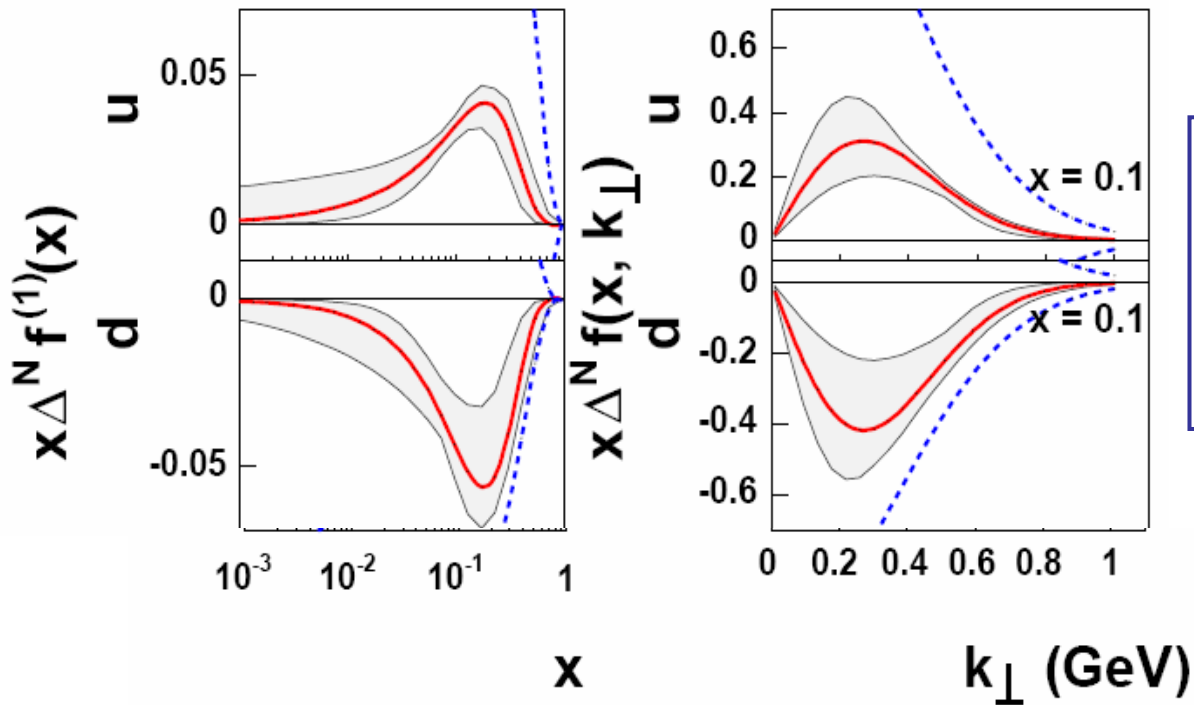 x∆ᴺ f⁽¹⁾(x)
u
0.05
0
d
0
-0.05
10⁻³ 10⁻² 10⁻¹ 1
x
x∆ᴺ f(x, k⊥)
u
0.6
0.4
0.2
0
x = 0.1
d
0
-0.2
-0.4
-0.6
x = 0.1
0 0.2 0.4 0.6 0.8 1
k⊥ (GeV)